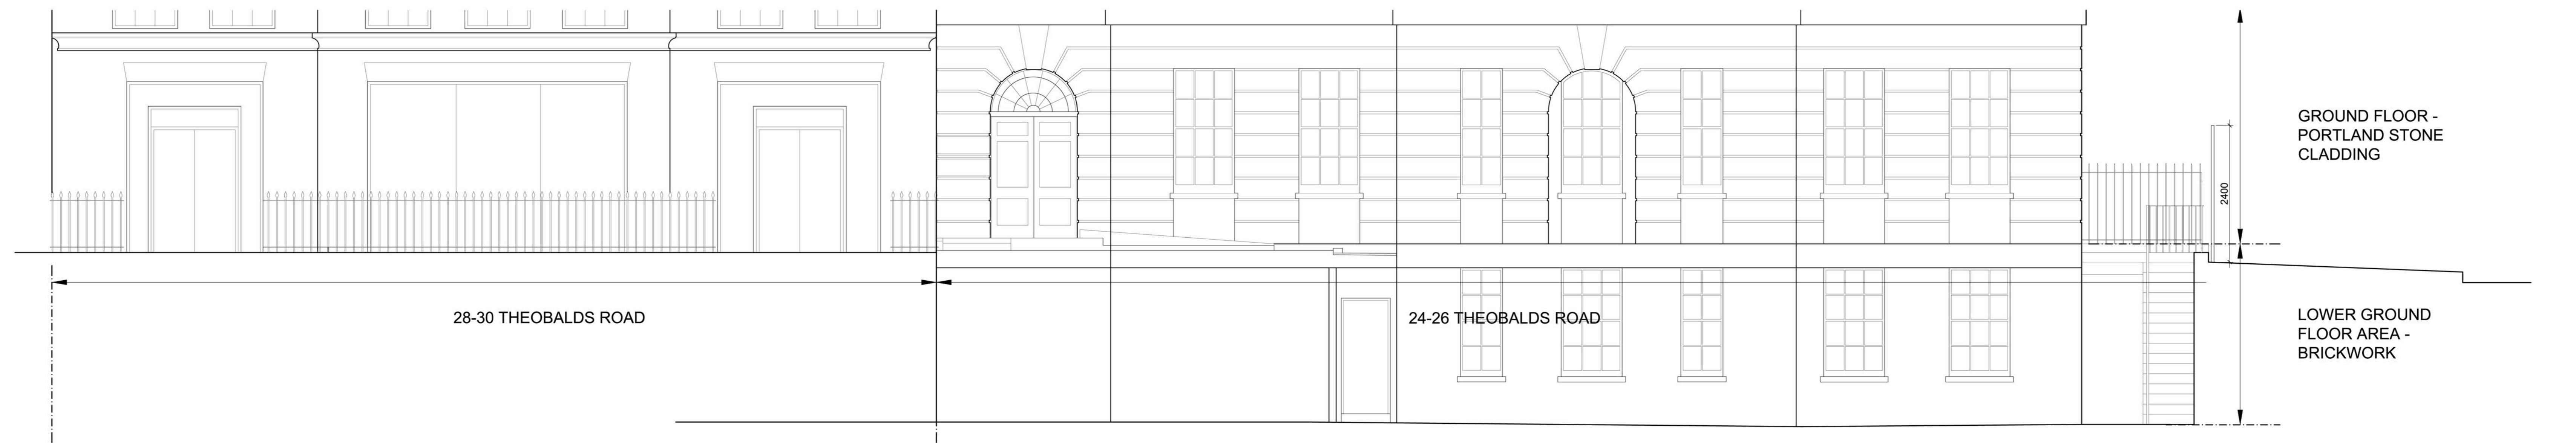 GROUND FLOOR -
PORTLAND STONE
CLADDING
2400
28-30 THEOBALDS ROAD
24-26 THEOBALDS ROAD
LOWER GROUND
FLOOR AREA -
BRICKWORK